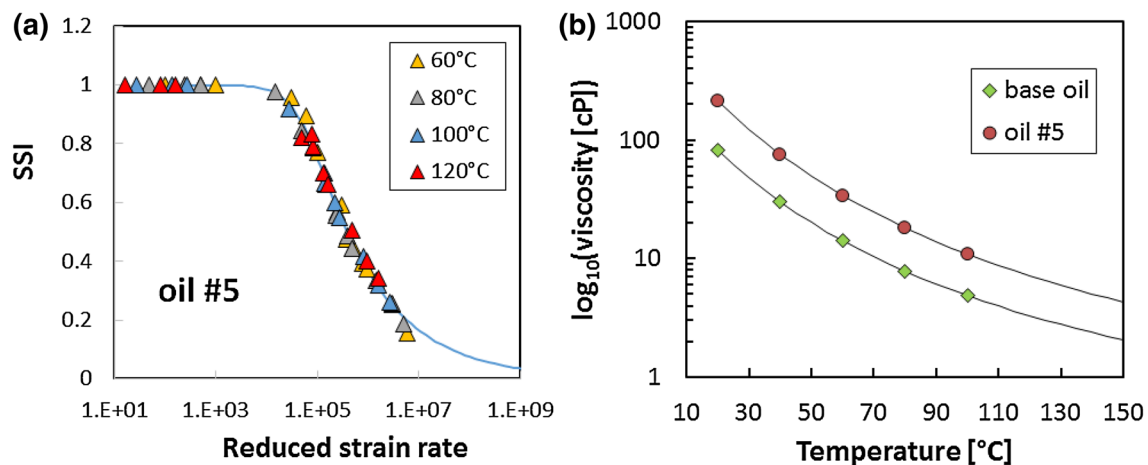 (a)
1.2
1
0.8
0.6
0.4
0.2
0
SSI
60°C
80°C
100°C
120°C
oil #5
1.E+01 1.E+03 1.E+05 1.E+07 1.E+09
Reduced strain rate
(b)
1000
100
10
1
log₁₀(viscosity [cP])
base oil
oil #5
10 30 50 70 90 110 130 150
Temperature [°C]